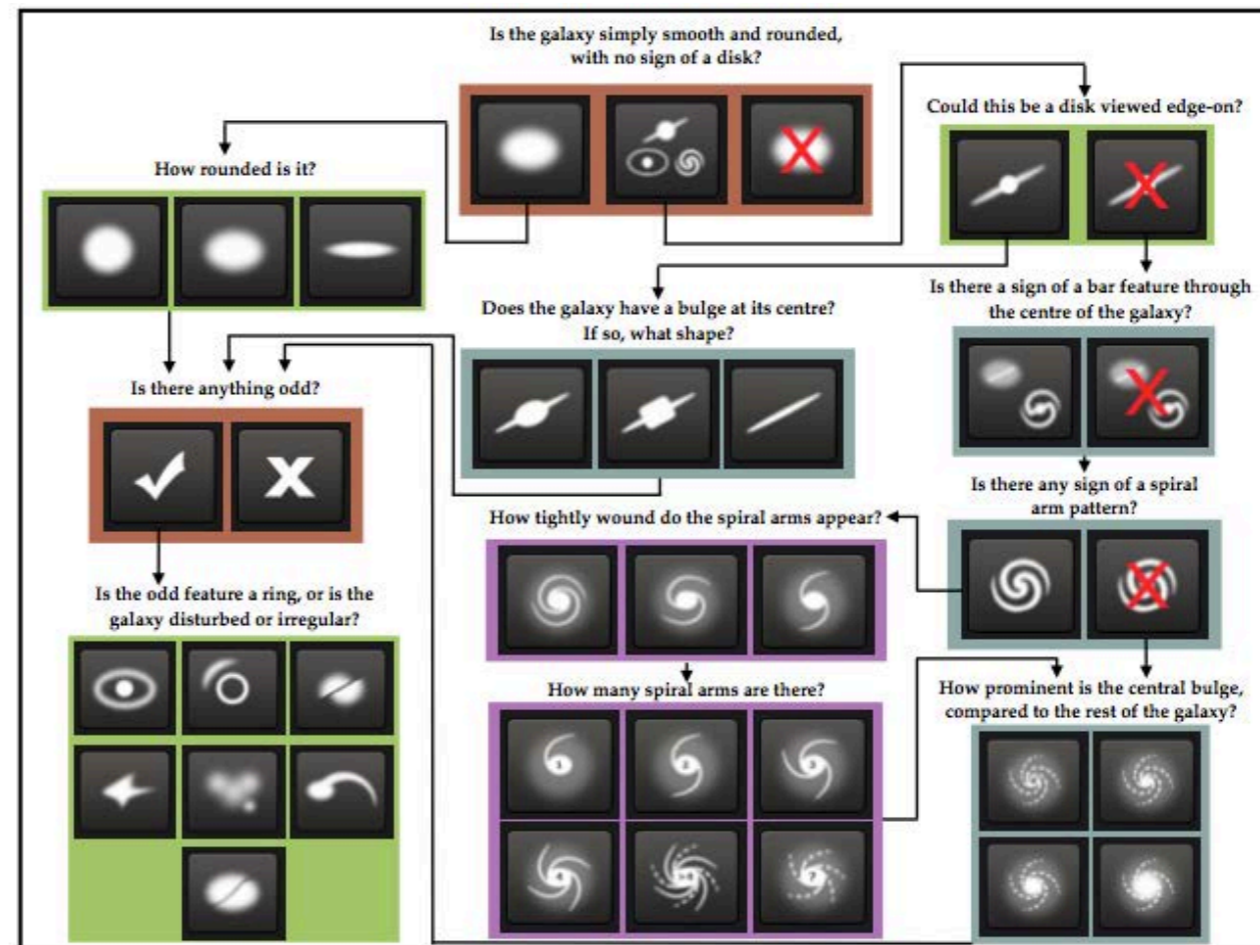 Is the galaxy simply smooth and rounded,
with no sign of a disk?
Could this be a disk viewed edge-on?
How rounded is it?
Does the galaxy have a bulge at its centre?
If so, what shape?
Is there a sign of a bar feature through
the centre of the galaxy?
Is there anything odd?
Is there any sign of a spiral
arm pattern?
How tightly wound do the spiral arms appear?
Is the odd feature a ring, or is the
galaxy disturbed or irregular?
How many spiral arms are there?
How prominent is the central bulge,
compared to the rest of the galaxy?
1
2
3
4
?